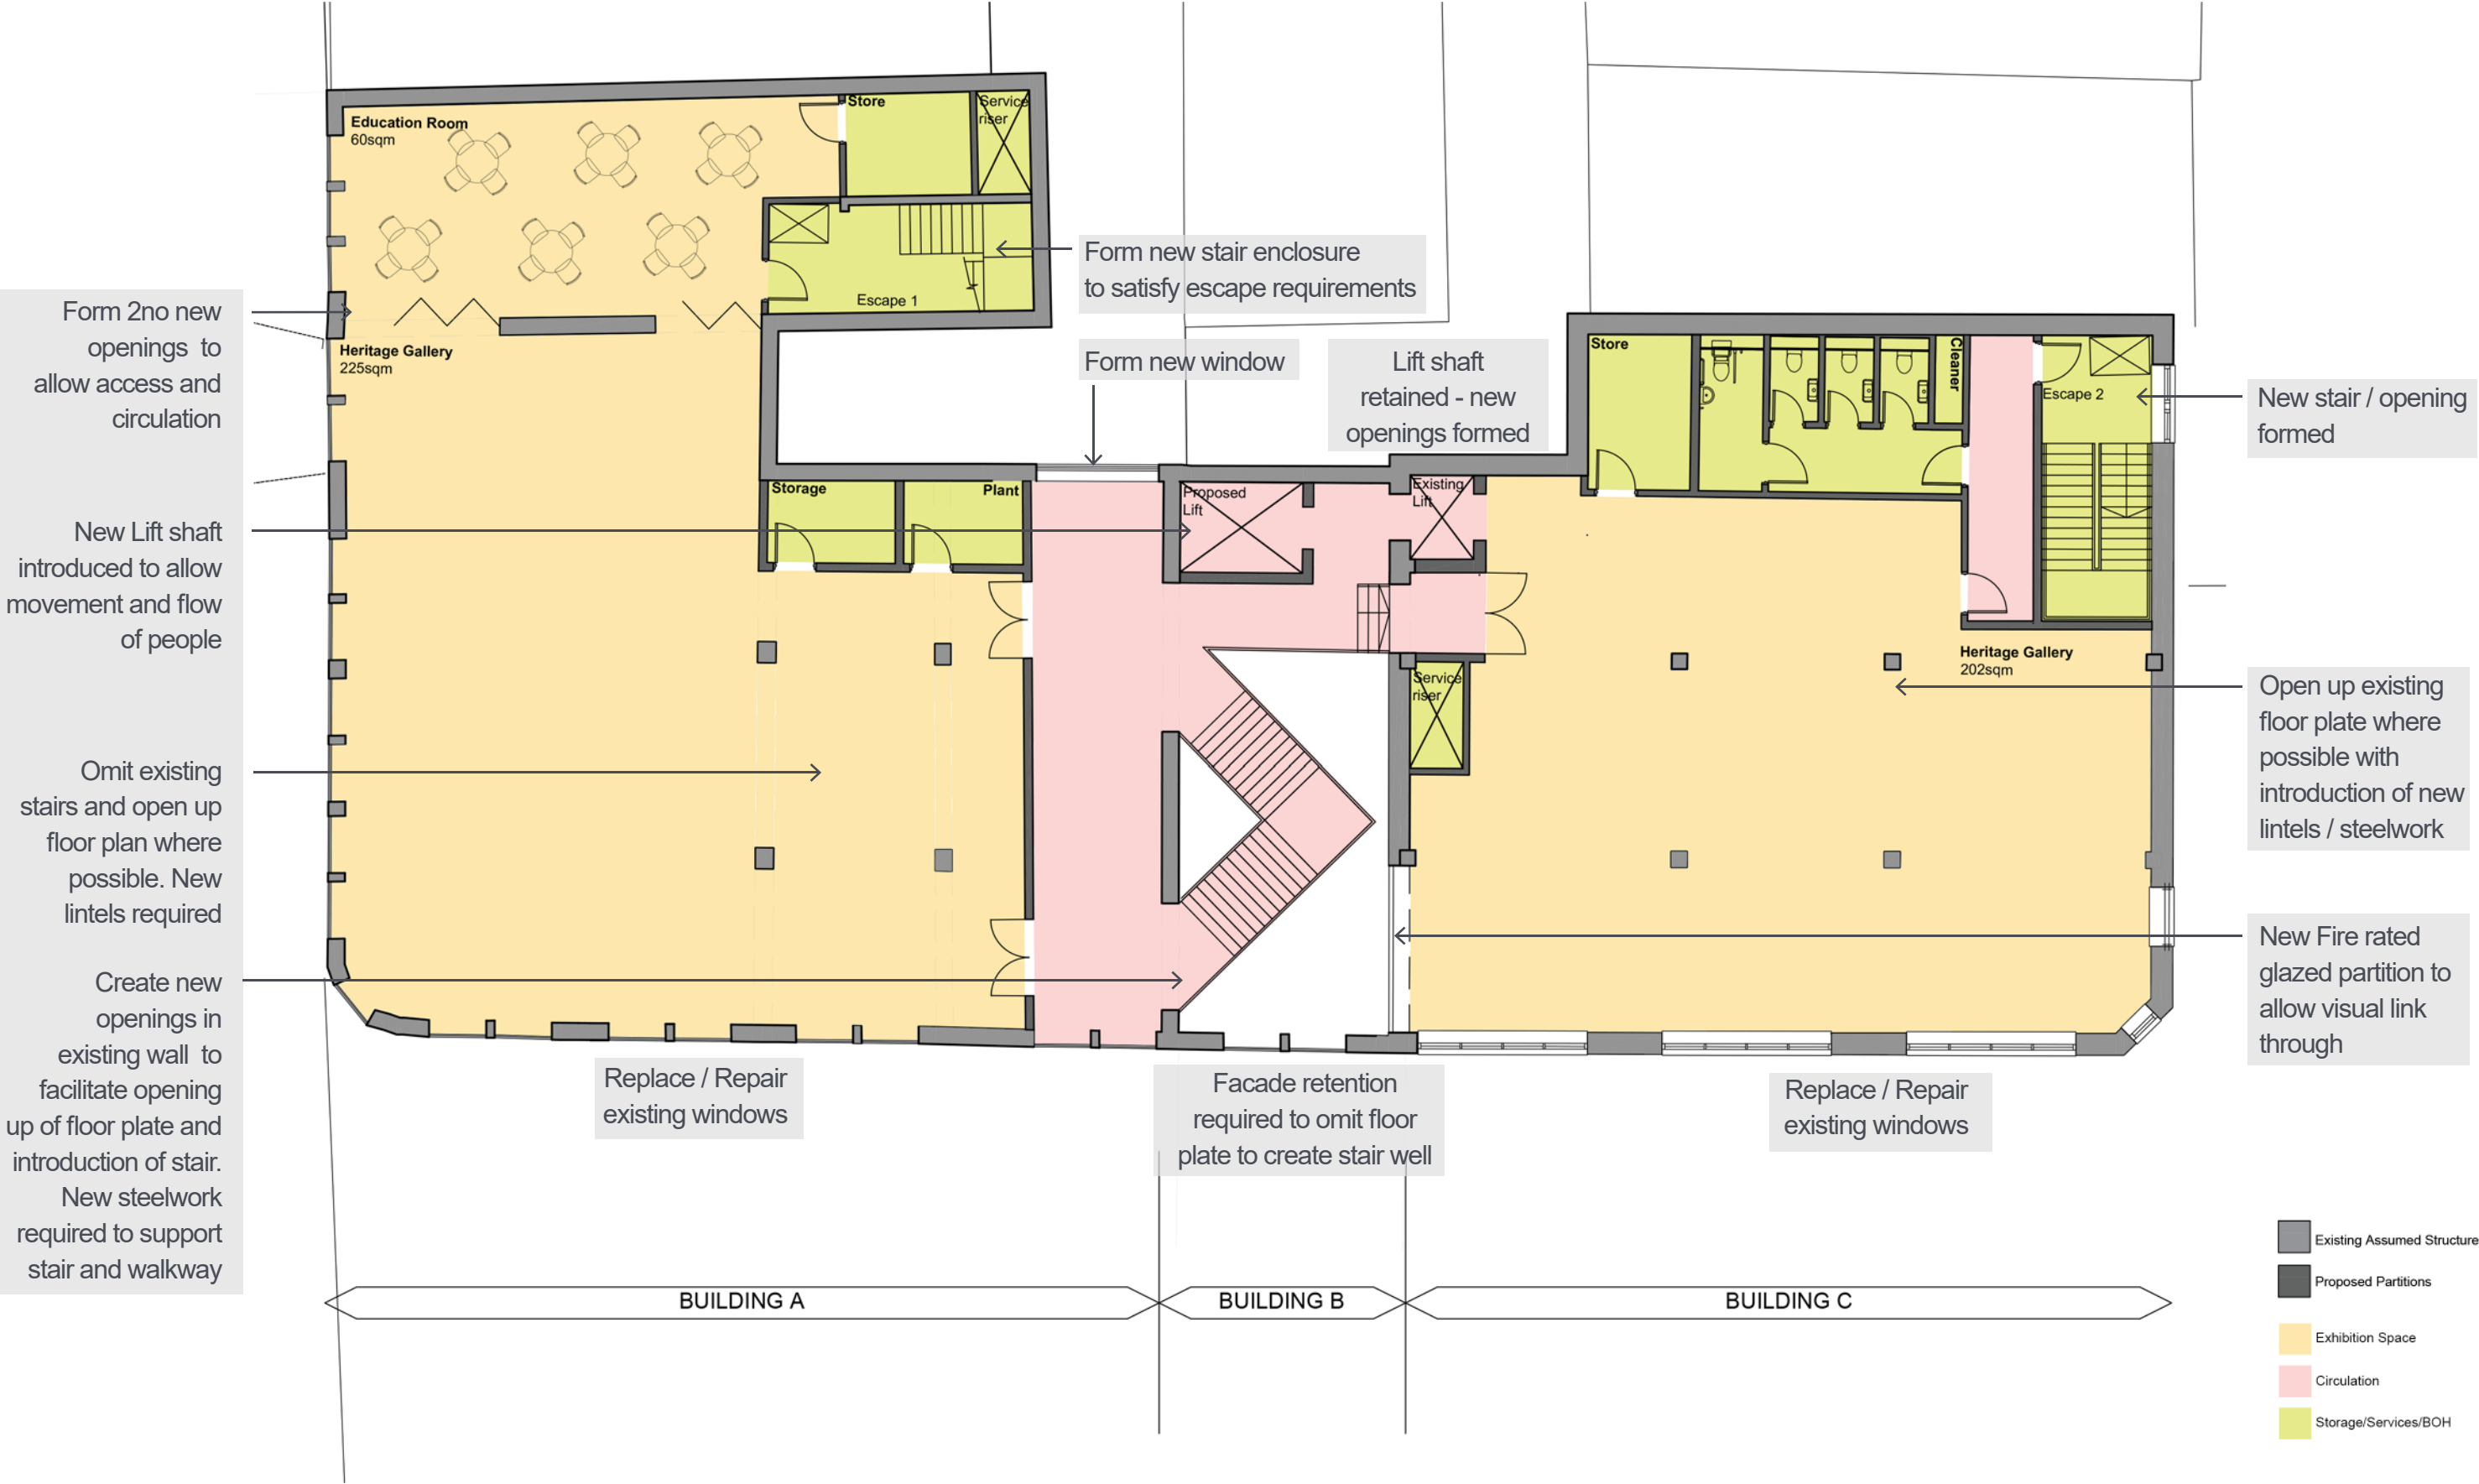 Education Room
60sqm
Store
Service
riser
Escape 1
Form new stair enclosure
to satisfy escape requirements
Form 2no new
openings to
allow access and
circulation
Heritage Gallery
225sqm
Form new window
Lift shaft
retained - new
openings formed
Store
Cleaner
Escape 2
New stair / opening
formed
Storage
Plant
Proposed
Lift
Existing
Lift
New Lift shaft
introduced to allow
movement and flow
of people
Heritage Gallery
202sqm
Service
riser
Open up existing
floor plate where
possible with
introduction of new
lintels / steelwork
Omit existing
stairs and open up
floor plan where
possible. New
lintels required
New Fire rated
glazed partition to
allow visual link
through
Create new
openings in
existing wall to
facilitate opening
up of floor plate and
introduction of stair.
New steelwork
required to support
stair and walkway
Replace / Repair
existing windows
Facade retention
required to omit floor
plate to create stair well
Replace / Repair
existing windows
BUILDING A
BUILDING B
BUILDING C
Existing Assumed Structure
Proposed Partitions
Exhibition Space
Circulation
Storage/Services/BOH